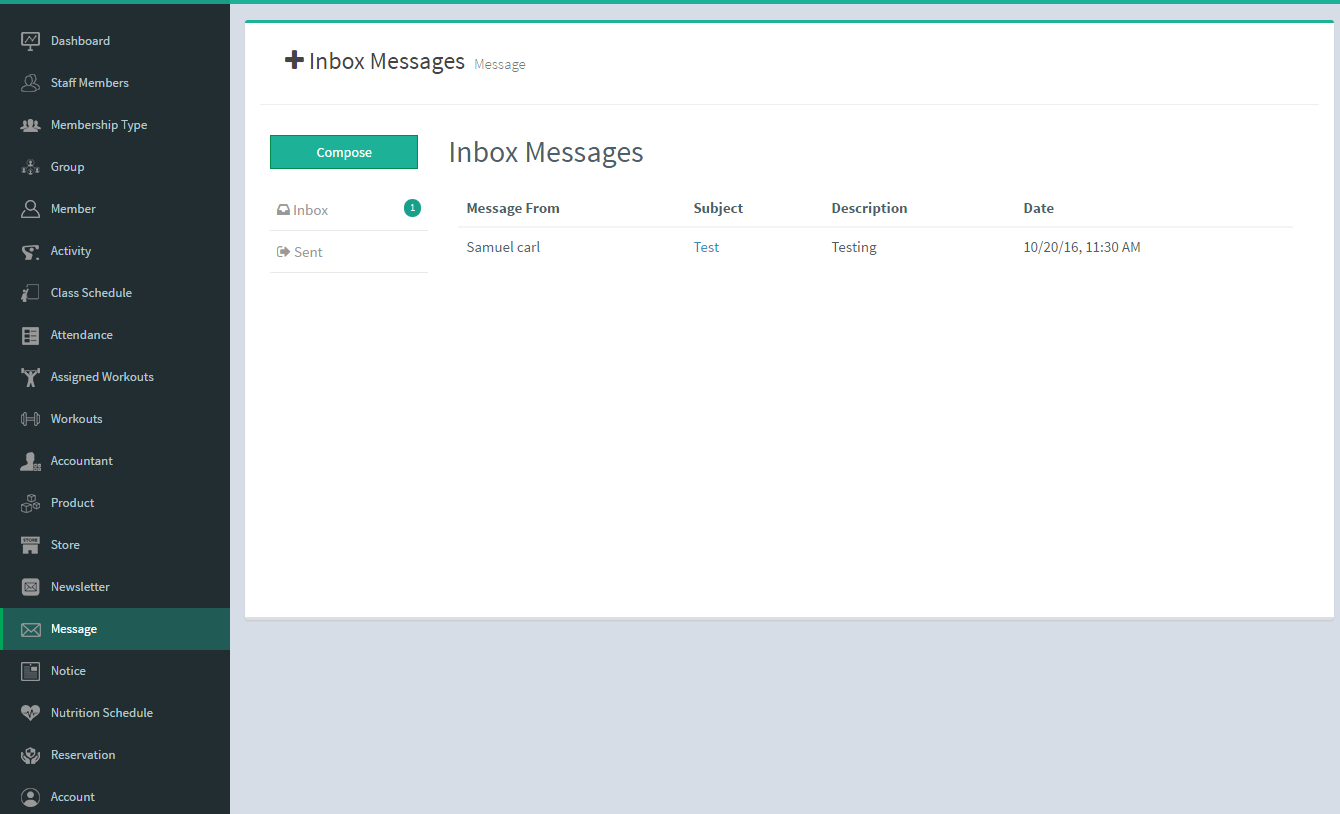 Dashboard
Staff Members
Membership Type
Group
Member
Activity
Class Schedule
Attendance
Assigned Workouts
Workouts
Accountant
Product
STORE
Store
Newsletter
Message
Notice
Nutrition Schedule
Reservation
Account
Inbox Messages Message
Compose
Inbox 1
Sent
Inbox Messages
Message From Subject Description Date
Samuel carl Test Testing 10/20/16, 11:30 AM